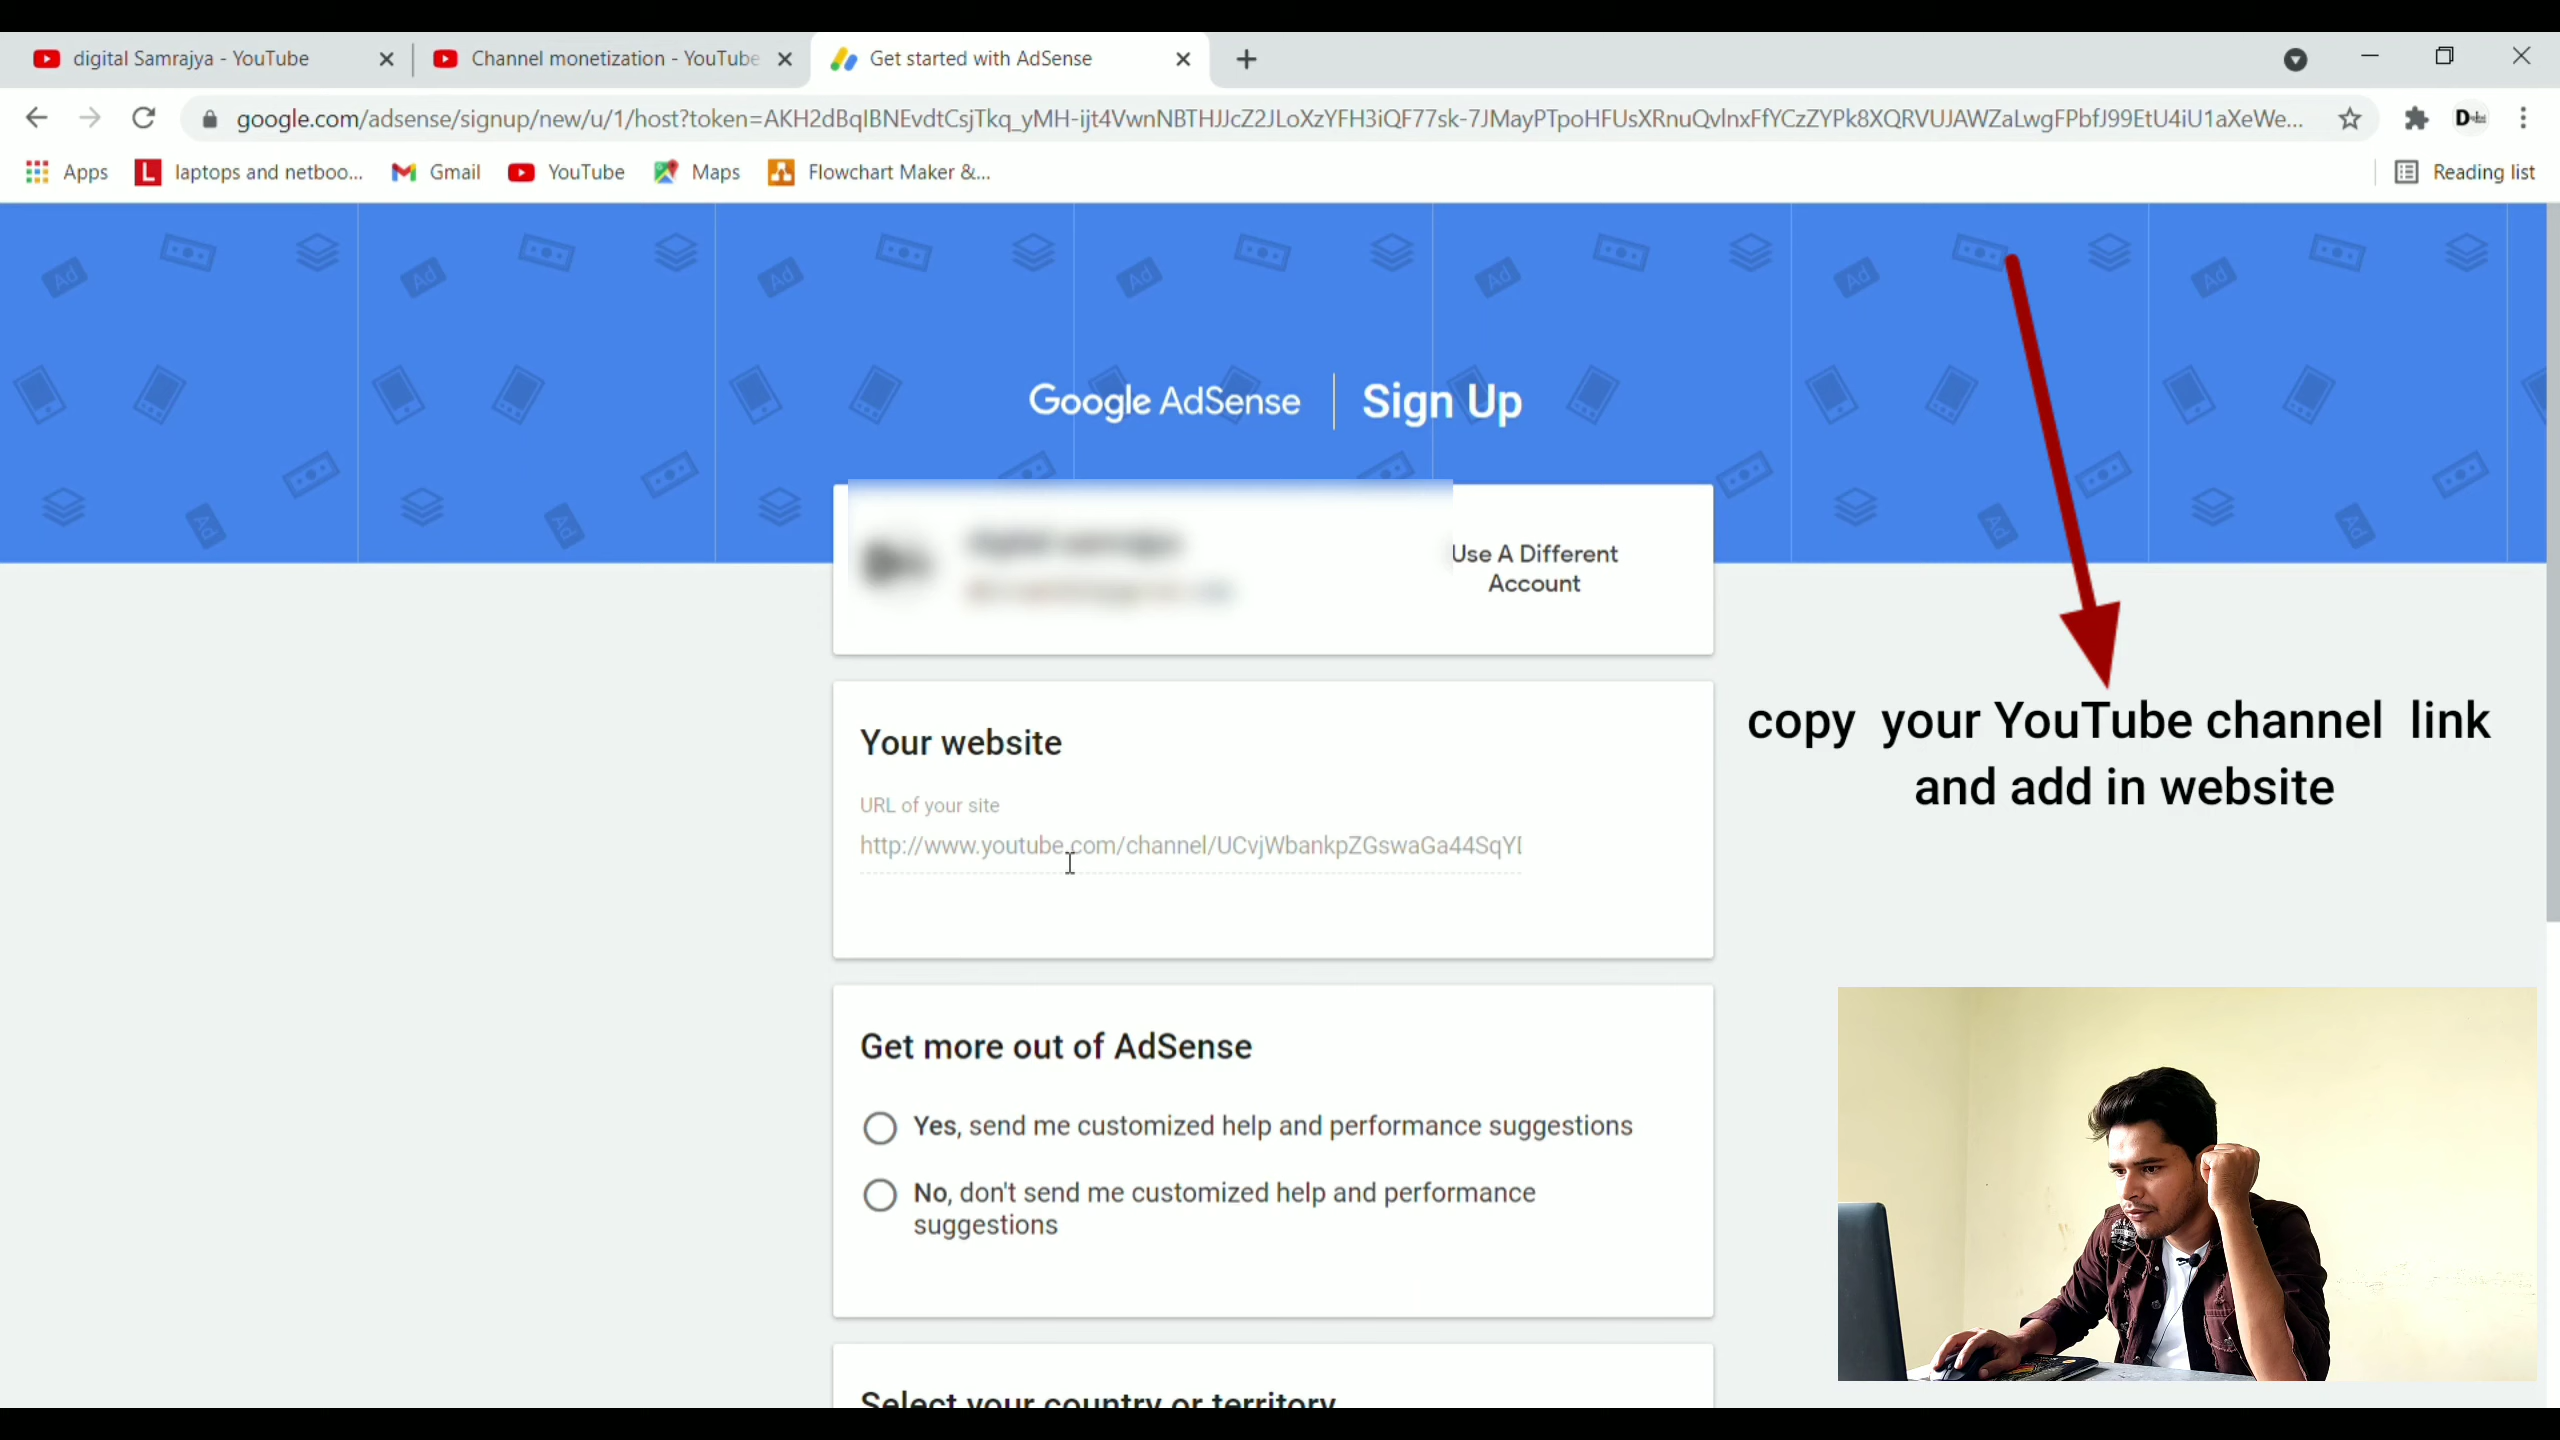 digital Samrajya - YouTube
Channel monetization - YouTube
Get started with AdSense
google.com/adsense/signup/new/u/1/host?token=AKH2dBqIBNEvdtCsjTkq_yMH-ijt4VwnNBTHJJcZ2JLoXzYFH3iQF77sk-7JMayPTpoHFUsXRnuQvlnxFfYCzZYPk8XQRVUJAWZaLwgFPbfJ99EtU4iU1aXeWe...
Apps
laptops and netboo...
Gmail
YouTube
Maps
Flowchart Maker &...
Reading list
Google AdSense | Sign Up
Use A Different
Account
Your website
URL of your site
http://www.youtube.com/channel/UCvjWbankpZGswaGa44SqY
copy your YouTube channel link
and add in website
Get more out of AdSense
Yes, send me customized help and performance suggestions
No, don't send me customized help and performance
suggestions
Select your country or territory